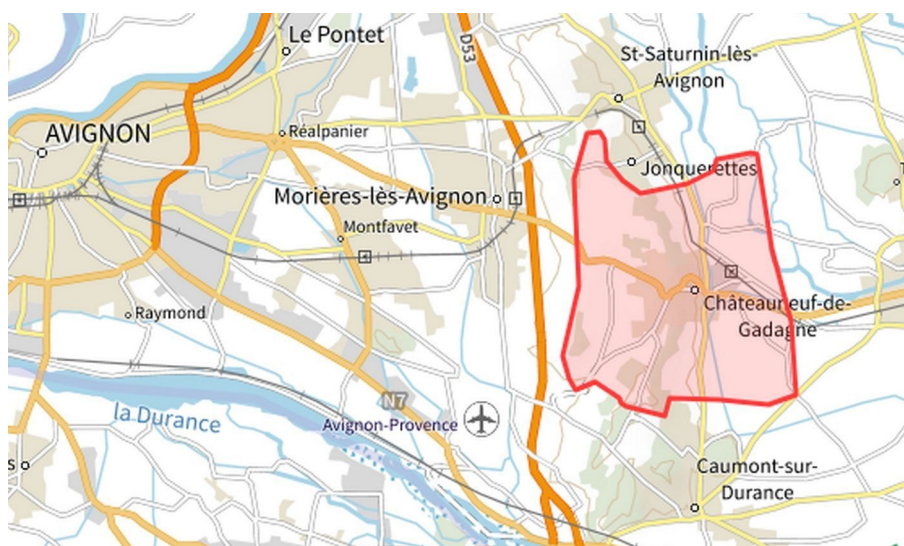 Le Pontet
D53
St-Saturnin-lès-
Avignon
AVIGNON
Réalpanier
Jonquerettes
Morières-lès-Avignon
Montfavet
Châteauneuf-de-
Gadagne
Raymond
la Durance
N7
Avignon-Provence
Caumont-sur-
Durance
s